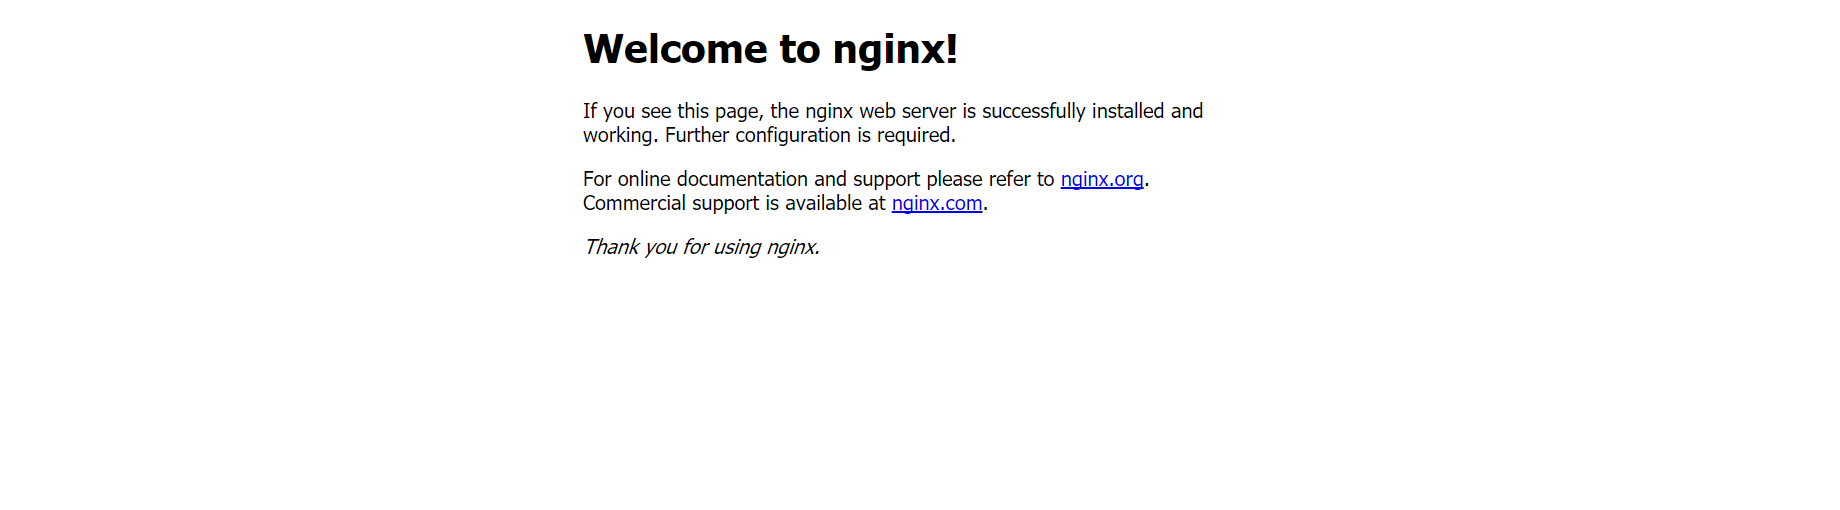 Welcome to nginx!
If you see this page, the nginx web server is successfully installed and
working. Further configuration is required.
For online documentation and support please refer to nginx.org.
Commercial support is available at nginx.com.
Thank you for using nginx.